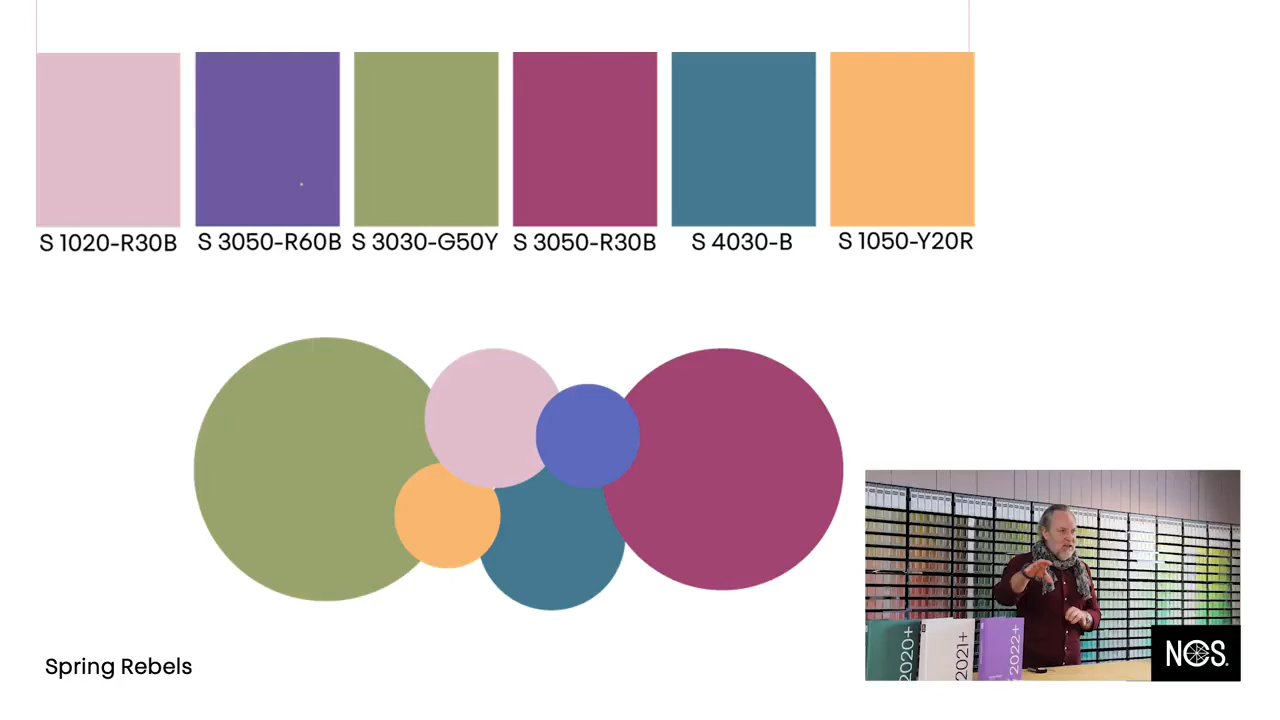 S 1020-R30B
S 3050-R60B
S 3030-G50Y
S 3050-R30B
S 4030-B
S 1050-Y20R
2020+
2021+
2022+
NCS
Spring Rebels